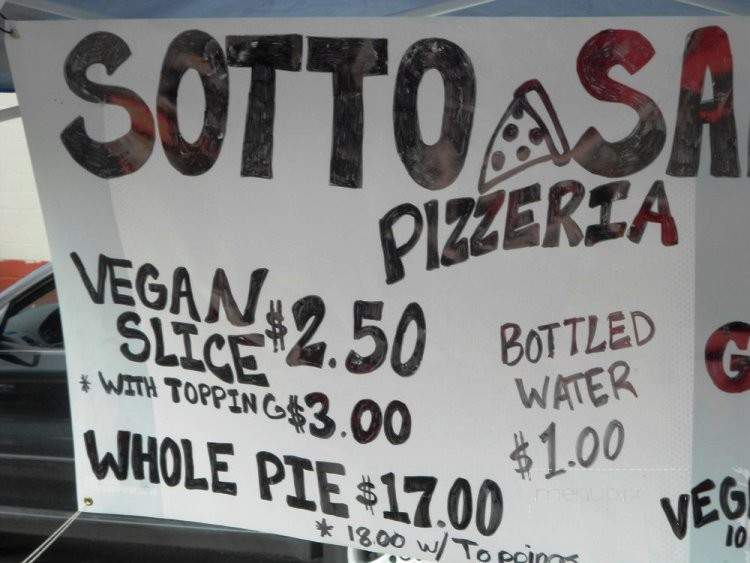 SOTTO SA
PIZZERIA
VEGAN
SLICE $2.50
* WITH TOPPING $3.00
WHOLE PIE $17.00
* 18.00 w/ Toppings
BOTTLED
WATER
$1.00
G
VEG
10